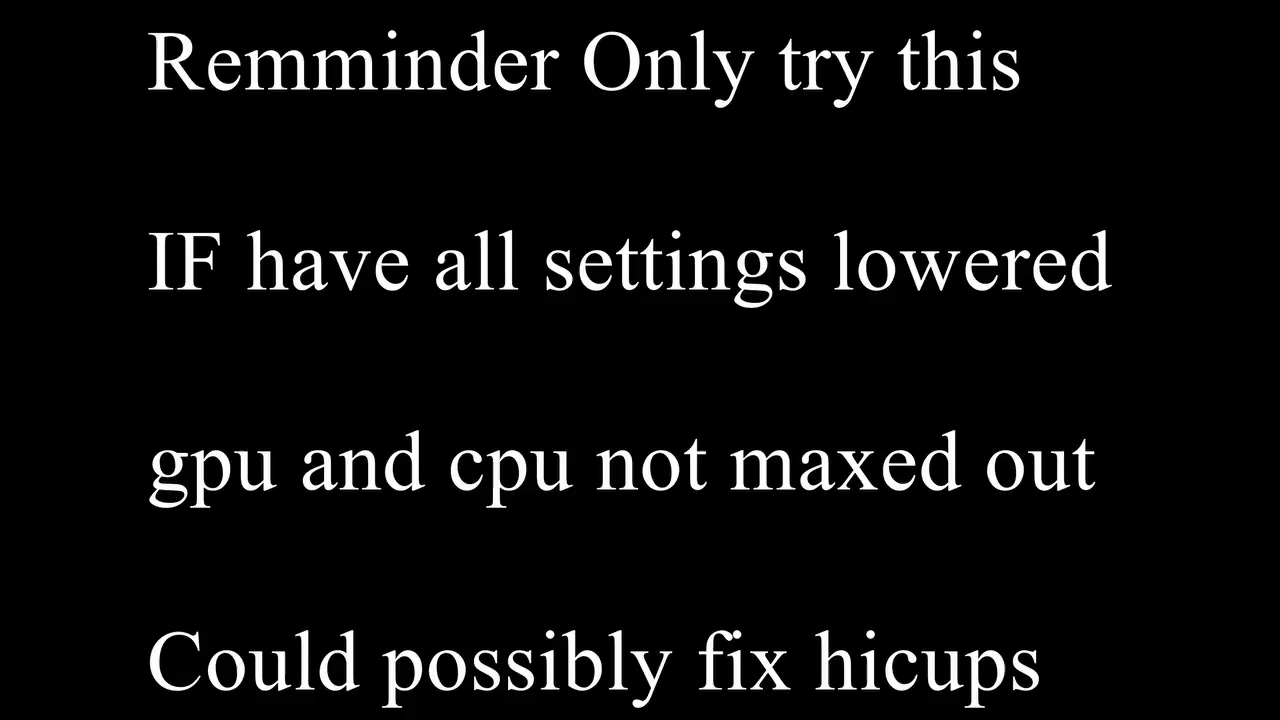 Remminder Only try this
IF have all settings lowered
gpu and cpu not maxed out
Could possibly fix hicups